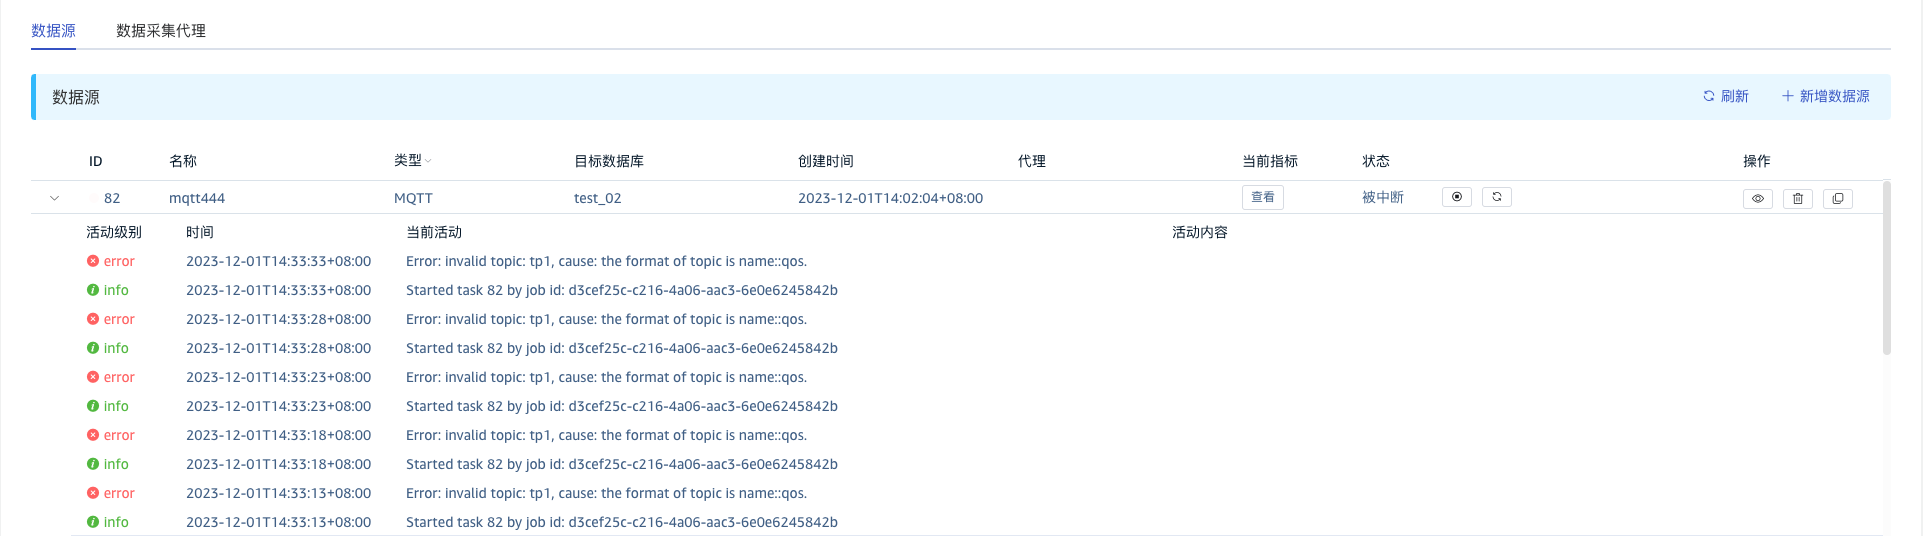 数据源 数据采集代理
数据源 刷新 新增数据源
ID 名称 类型 目标数据库 创建时间 代理 当前指标 状态 操作
82 mqtt444 MQTT test_02 2023-12-01T14:02:04+08:00 查看 被中断
活动级别 时间 当前活动 活动内容
error 2023-12-01T14:33:33+08:00 Error: invalid topic: tp1, cause: the format of topic is name::qos.
info 2023-12-01T14:33:33+08:00 Started task 82 by job id: d3cef25c-c216-4a06-aac3-6e0e6245842b
error 2023-12-01T14:33:28+08:00 Error: invalid topic: tp1, cause: the format of topic is name::qos.
info 2023-12-01T14:33:28+08:00 Started task 82 by job id: d3cef25c-c216-4a06-aac3-6e0e6245842b
error 2023-12-01T14:33:23+08:00 Error: invalid topic: tp1, cause: the format of topic is name::qos.
info 2023-12-01T14:33:23+08:00 Started task 82 by job id: d3cef25c-c216-4a06-aac3-6e0e6245842b
error 2023-12-01T14:33:18+08:00 Error: invalid topic: tp1, cause: the format of topic is name::qos.
info 2023-12-01T14:33:18+08:00 Started task 82 by job id: d3cef25c-c216-4a06-aac3-6e0e6245842b
error 2023-12-01T14:33:13+08:00 Error: invalid topic: tp1, cause: the format of topic is name::qos.
info 2023-12-01T14:33:13+08:00 Started task 82 by job id: d3cef25c-c216-4a06-aac3-6e0e6245842b